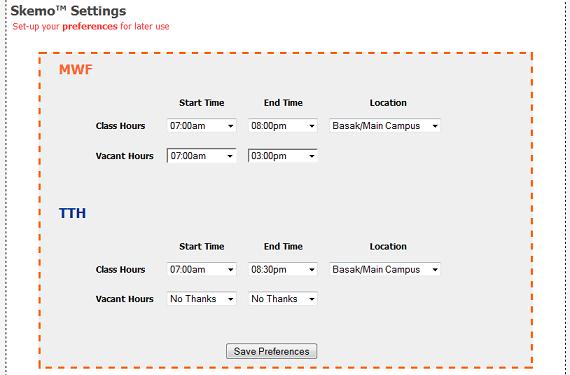 Skemo™ Settings
Set-up your preferences for later use
MWF
Start Time End Time Location
Class Hours 07:00am 08:00pm Basak/Main Campus
Vacant Hours 07:00am 03:00pm
TTH
Start Time End Time Location
Class Hours 07:00am 08:30pm Basak/Main Campus
Vacant Hours No Thanks No Thanks
Save Preferences